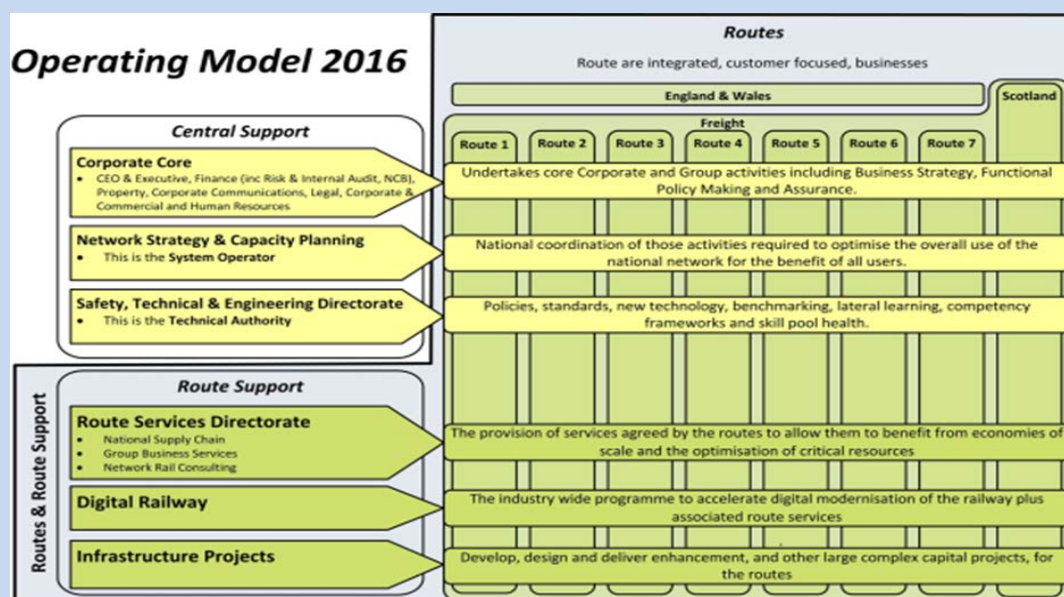 Operating Model 2016
Routes
Route are integrated, customer focused, businesses
England & Wales
Scotland
Freight
Route 1
Route 2
Route 3
Route 4
Route 5
Route 6
Route 7
Central Support
Corporate Core
• CEO & Executive, Finance (inc Risk & Internal Audit, NCB),
Property, Corporate Communications, Legal, Corporate &
Commercial and Human Resources
Undertakes core Corporate and Group activities including Business Strategy, Functional
Policy Making and Assurance.
Network Strategy & Capacity Planning
• This is the System Operator
National coordination of those activities required to optimise the overall use of the
national network for the benefit of all users.
Safety, Technical & Engineering Directorate
• This is the Technical Authority
Policies, standards, new technology, benchmarking, lateral learning, competency
frameworks and skill pool health.
Routes & Route Support
Route Support
Route Services Directorate
• National Supply Chain
• Group Business Services
• Network Rail Consulting
The provision of services agreed by the routes to allow them to benefit from economies of
scale and the optimisation of critical resources
Digital Railway
The industry wide programme to accelerate digital modernisation of the railway plus
associated route services
Infrastructure Projects
Develop, design and deliver enhancement, and other large complex capital projects, for
the routes